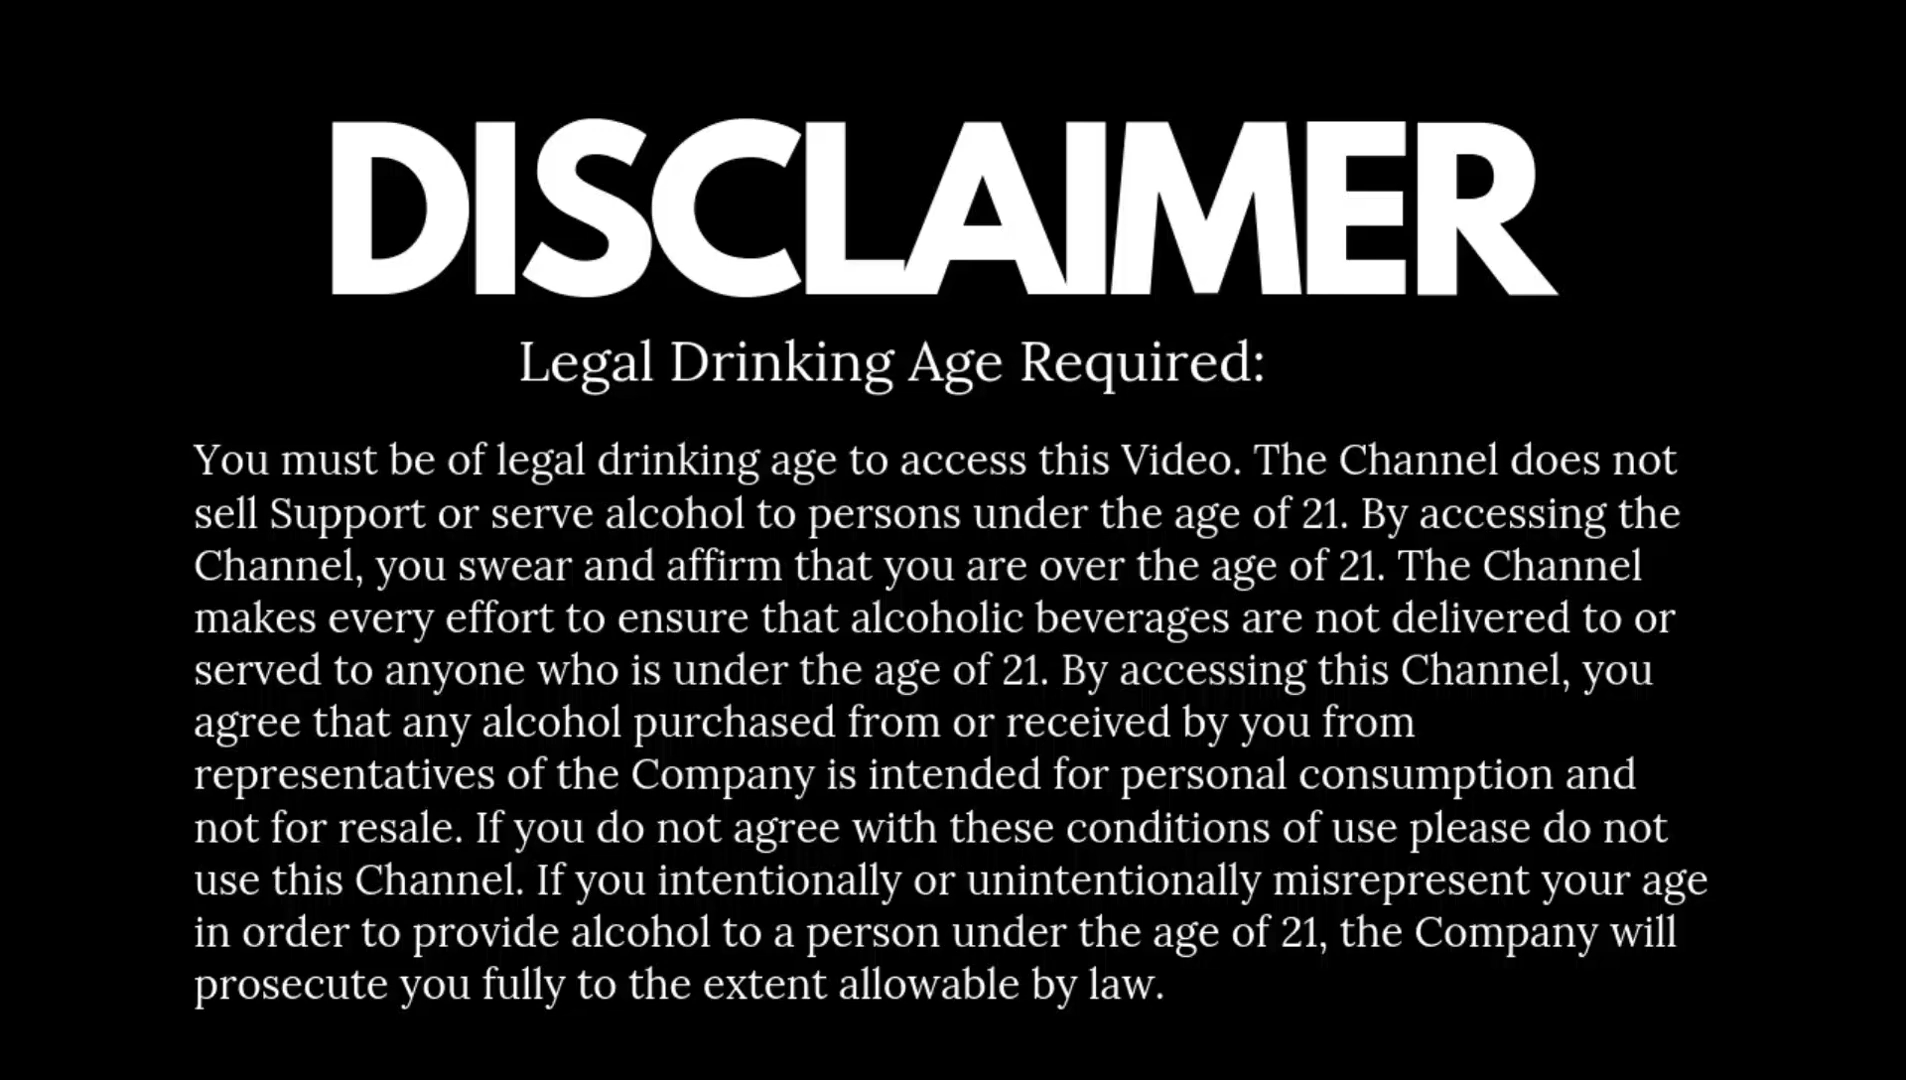 DISCLAIMER
Legal Drinking Age Required:
You must be of legal drinking age to access this Video. The Channel does not
sell Support or serve alcohol to persons under the age of 21. By accessing the
Channel, you swear and affirm that you are over the age of 21. The Channel
makes every effort to ensure that alcoholic beverages are not delivered to or
served to anyone who is under the age of 21. By accessing this Channel, you
agree that any alcohol purchased from or received by you from
representatives of the Company is intended for personal consumption and
not for resale. If you do not agree with these conditions of use please do not
use this Channel. If you intentionally or unintentionally misrepresent your age
in order to provide alcohol to a person under the age of 21, the Company will
prosecute you fully to the extent allowable by law.